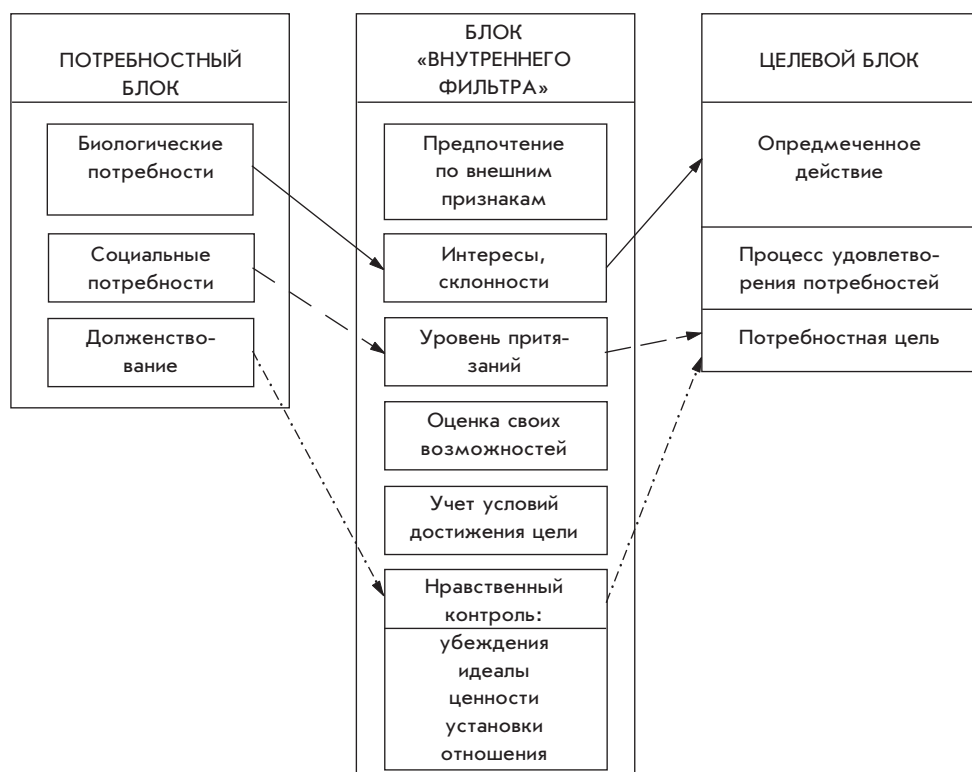 ПОТРЕБНОСТНЫЙ
БЛОК
Биологические
потребности
Социальные
потребности
Долженство-
вание
БЛОК
«ВНУТРЕННЕГО
ФИЛЬТРА»
Предпочтение
по внешним
признакам
Интересы,
склонности
Уровень притя-
заний
Оценка своих
возможностей
Учет условий
достижения цели
Нравственный
контроль:
убеждения
идеалы
ценности
установки
отношения
ЦЕЛЕВОЙ БЛОК
Опредмеченное
действие
Процесс удовлетво-
рения потребностей
Потребностная цель